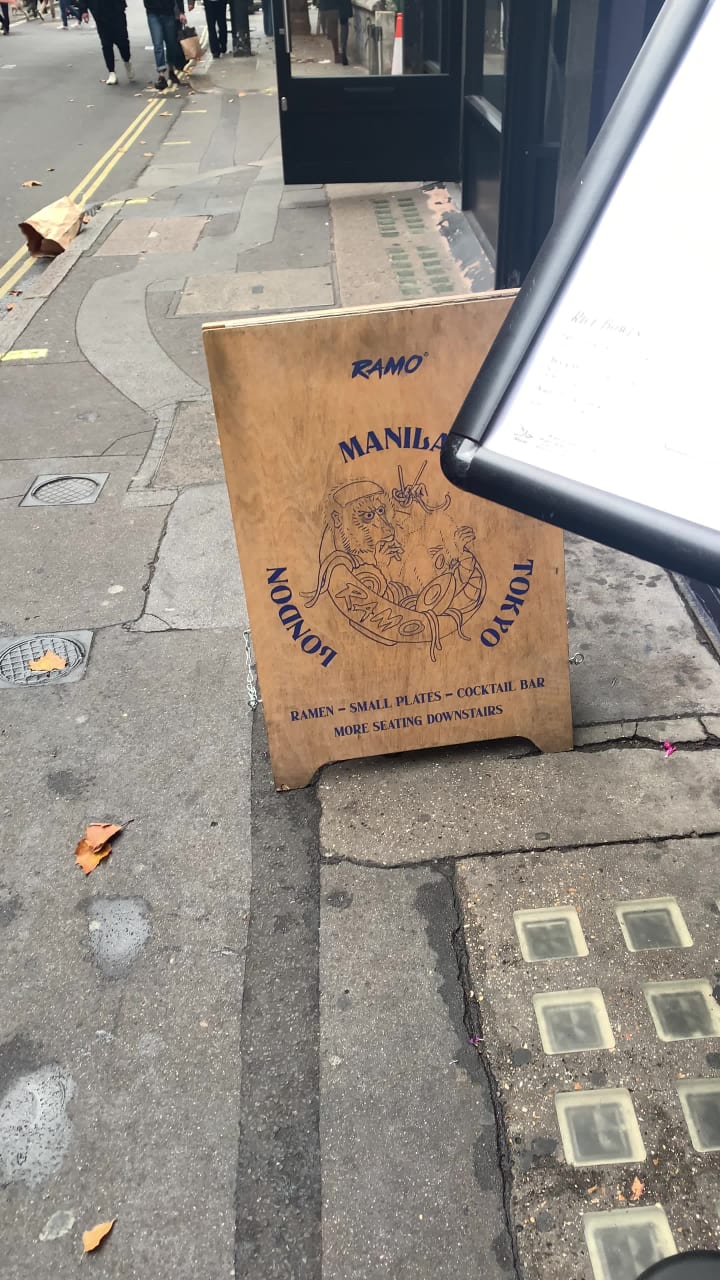 RAMO
MANILA
LONDON
TOKYO
RAMO
RAMEN – SMALL PLATES – COCKTAIL BAR
MORE SEATING DOWNSTAIRS